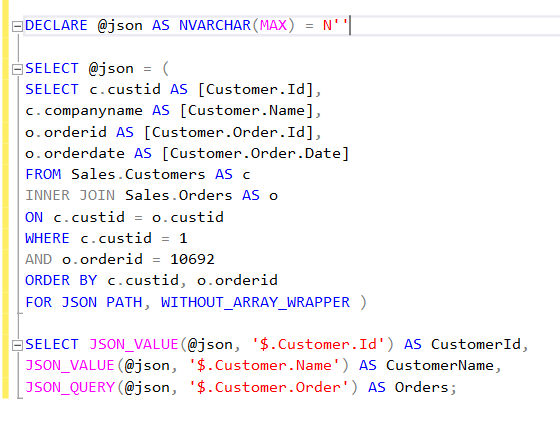 DECLARE @json AS NVARCHAR(MAX) = N''
SELECT @json = (
SELECT c.custid AS [Customer.Id],
c.companyname AS [Customer.Name],
o.orderid AS [Customer.Order.Id],
o.orderdate AS [Customer.Order.Date]
FROM Sales.Customers AS c
INNER JOIN Sales.Orders AS o
ON c.custid = o.custid
WHERE c.custid = 1
AND o.orderid = 10692
ORDER BY c.custid, o.orderid
FOR JSON PATH, WITHOUT_ARRAY_WRAPPER )
SELECT JSON_VALUE(@json, '$.Customer.Id') AS CustomerId,
JSON_VALUE(@json, '$.Customer.Name') AS CustomerName,
JSON_QUERY(@json, '$.Customer.Order') AS Orders;